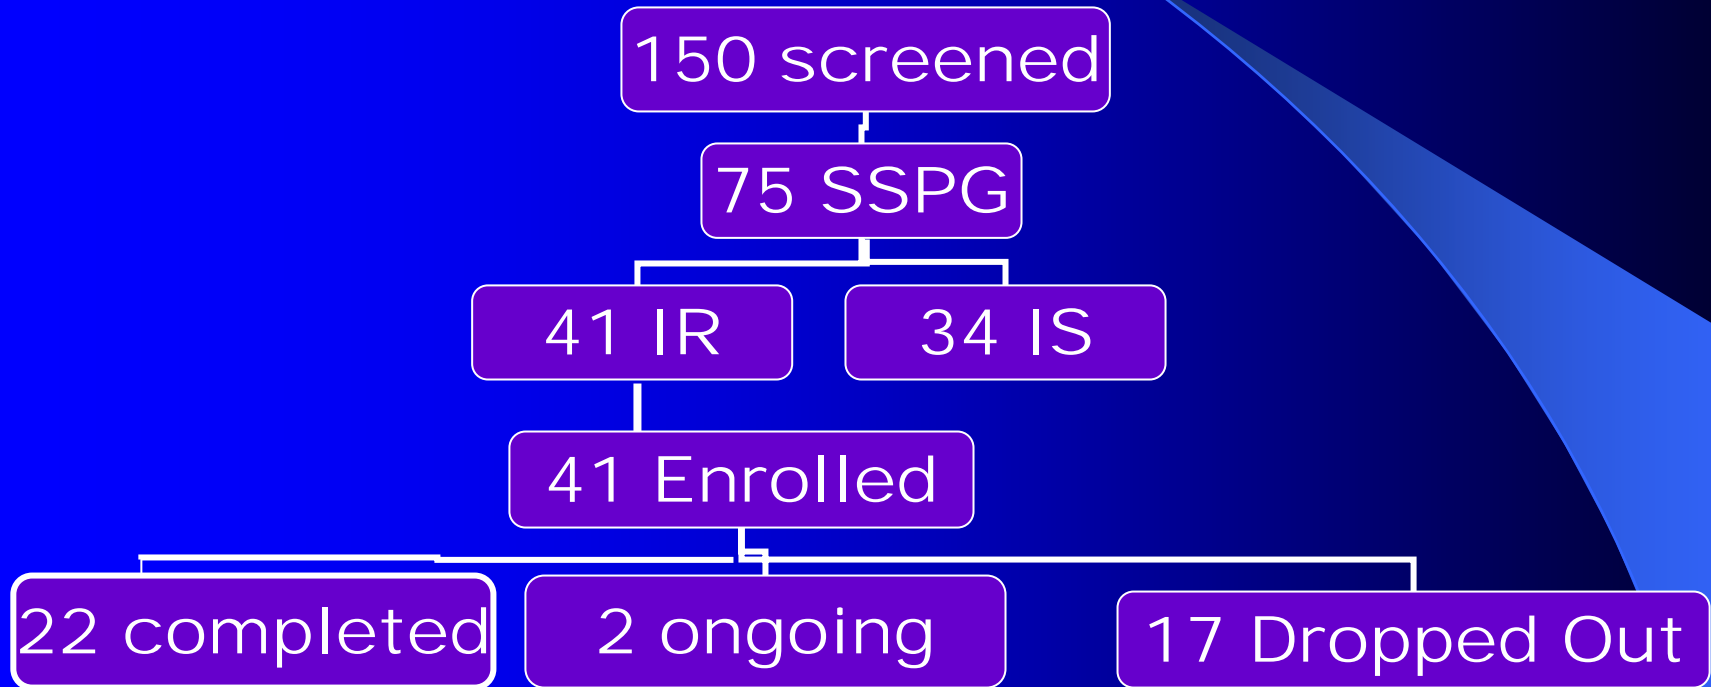 150 screened
75 SSPG
41 IR
34 IS
41 Enrolled
22 completed
2 ongoing
17 Dropped Out